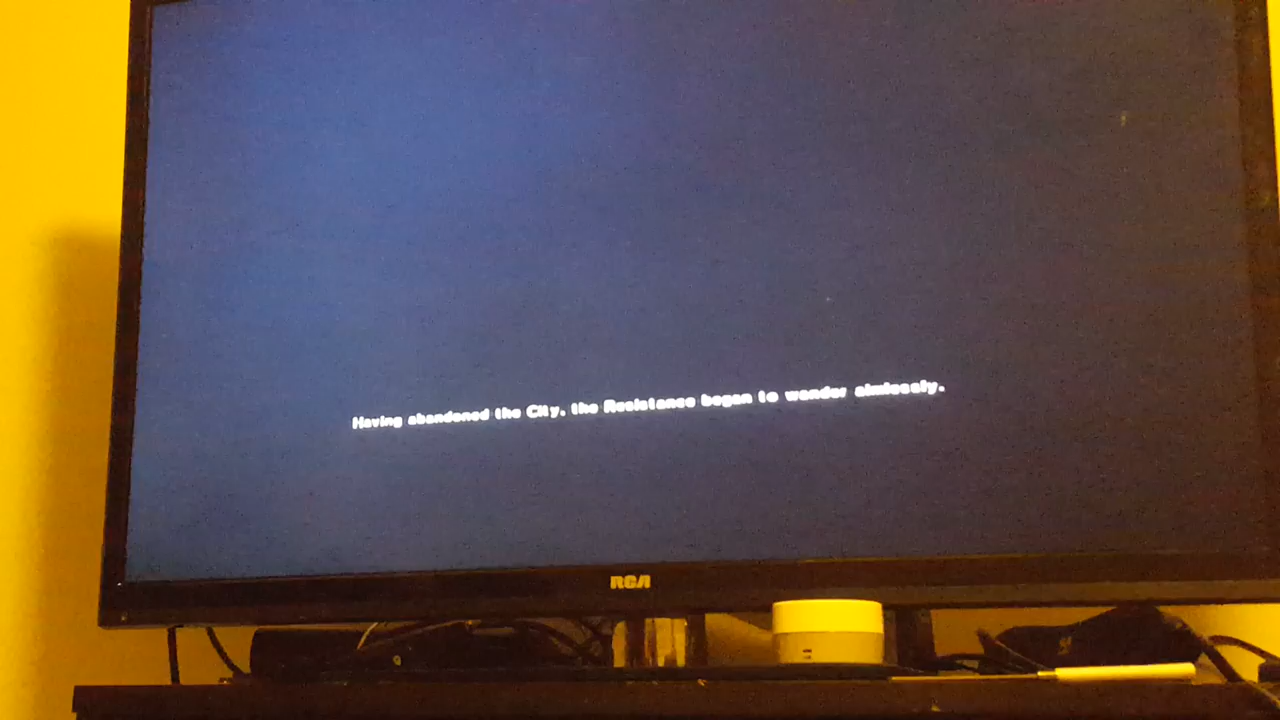 Having abandoned the City, the Resistance began to wander aimlessly.
RCA